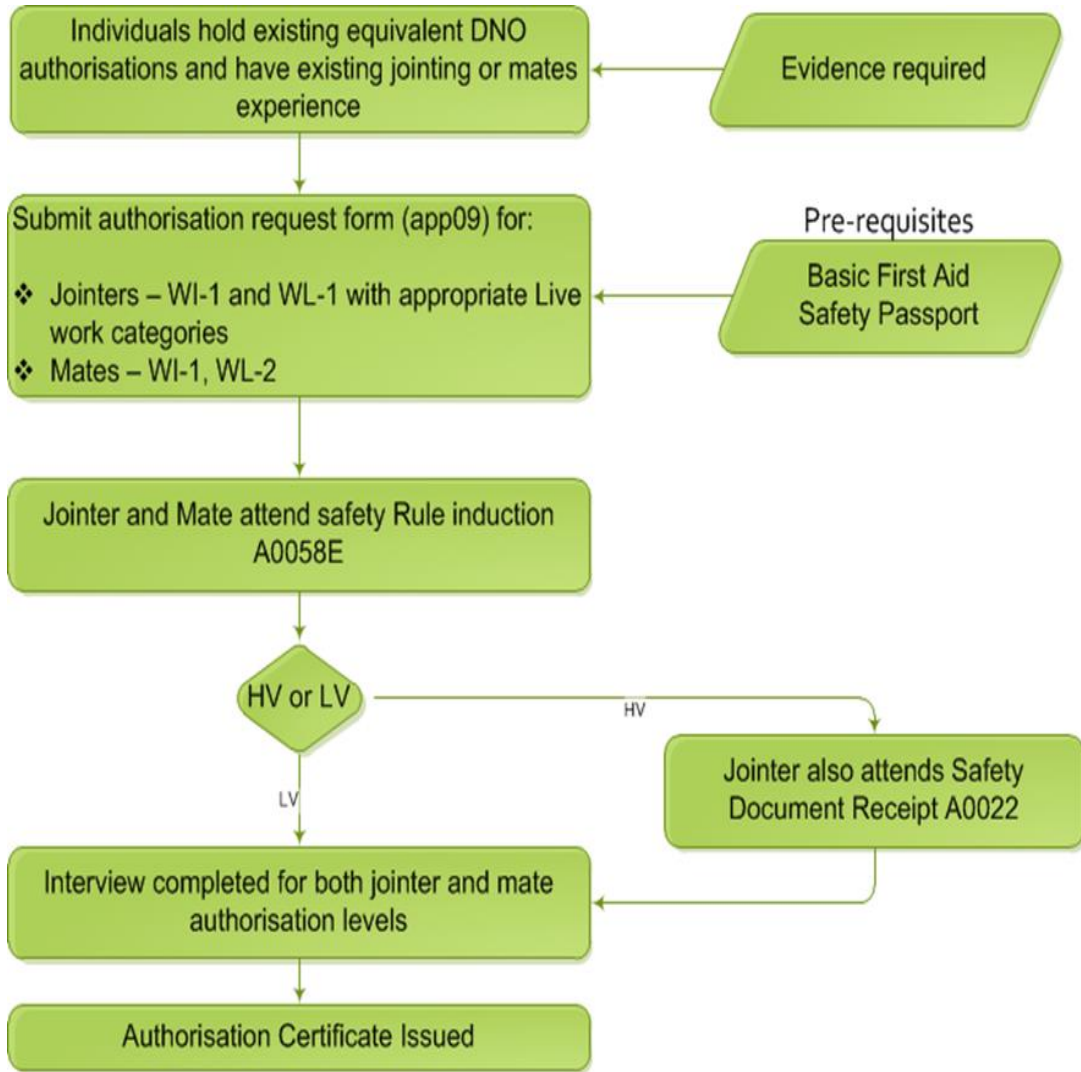 Individuals hold existing equivalent DNO
authorisations and have existing jointing or mates
experience
Evidence required
Submit authorisation request form (app09) for:
❖ Jointers – WI-1 and WL-1 with appropriate Live
work categories
❖ Mates – WI-1, WL-2
Pre-requisites
Basic First Aid
Safety Passport
Jointer and Mate attend safety Rule induction
A0058E
HV or LV
HV
LV
Jointer also attends Safety
Document Receipt A0022
Interview completed for both jointer and mate
authorisation levels
Authorisation Certificate Issued